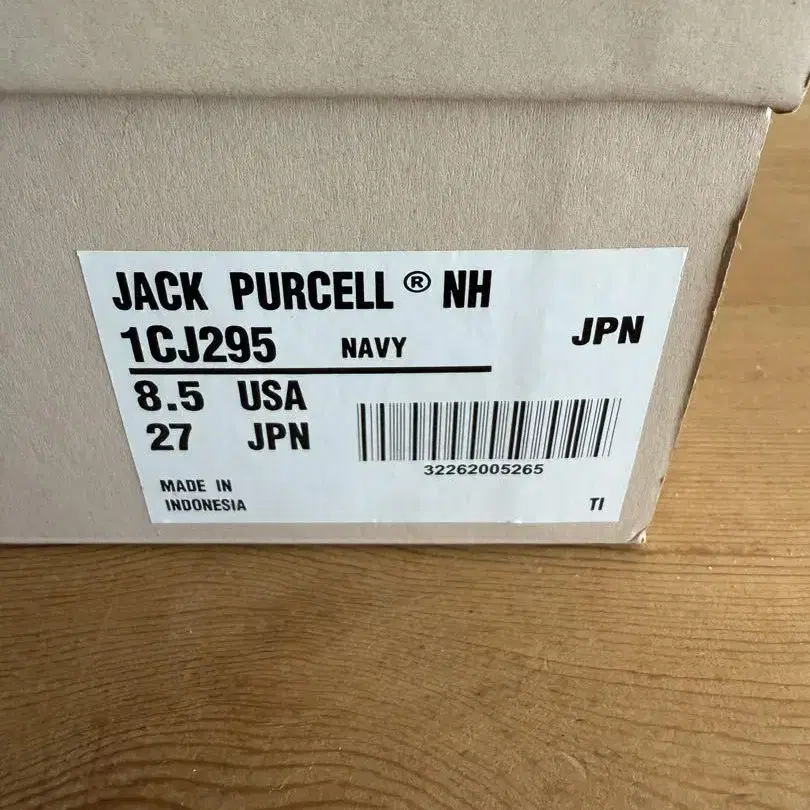 JACK PURCELL® NH
1CJ295 NAVY JPN
8.5 USA
27 JPN
32262005265
MADE IN
INDONESIA
TI